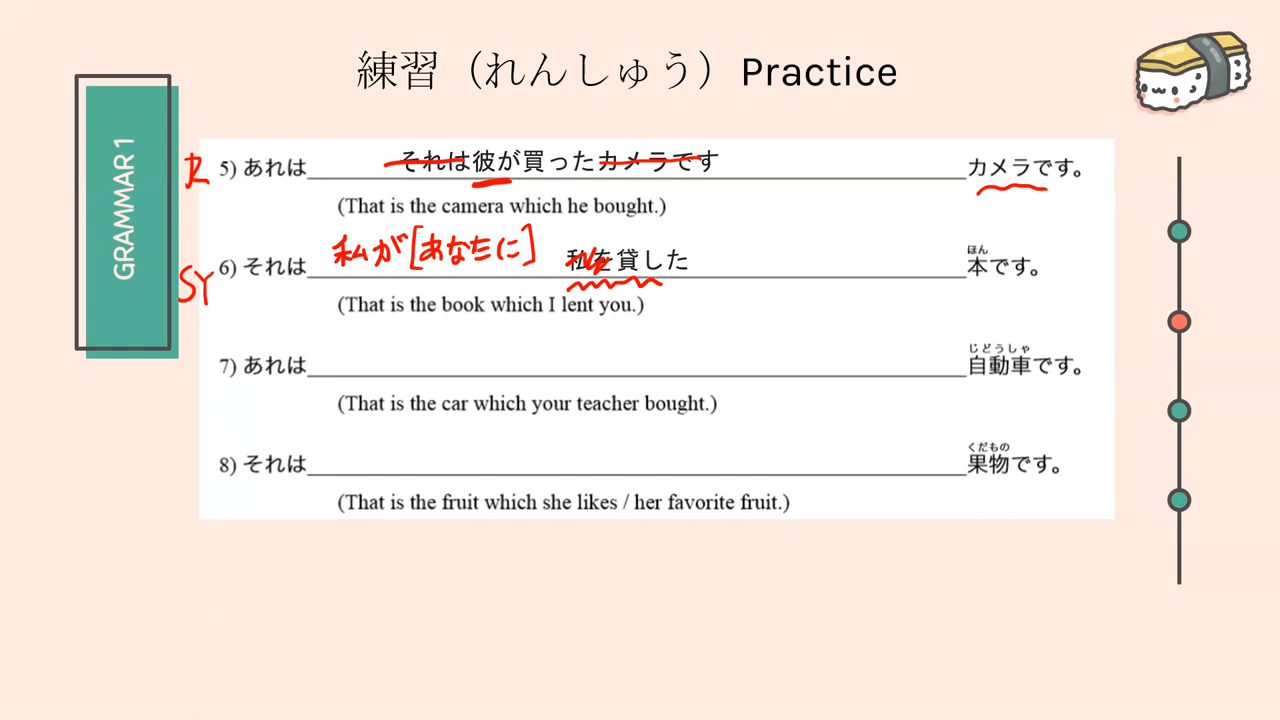 練習（れんしゅう）Practice
GRAMMAR 1
R 5) あれは それは彼が買ったカメラです カメラです。
(That is the camera which he bought.)
私が[あなたに]
ほん
SY 6) それは 私を貸した 本です。
(That is the book which I lent you.)
じどうしゃ
7) あれは 自動車です。
(That is the car which your teacher bought.)
くだもの
8) それは 果物です。
(That is the fruit which she likes / her favorite fruit.)